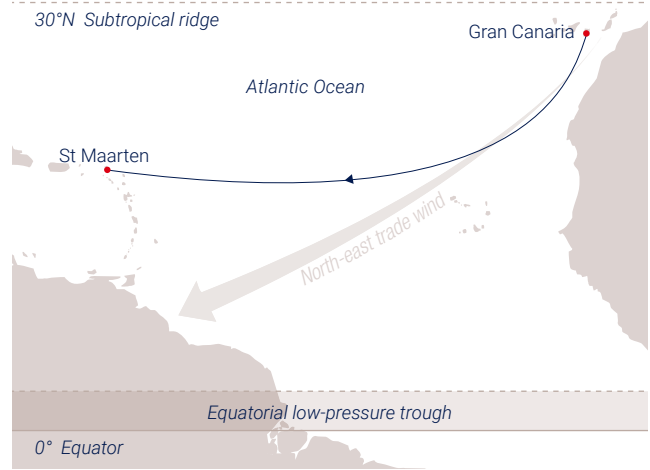 30°N  Subtropical ridge
Gran Canaria
Atlantic Ocean
St Maarten
North-east trade wind
Equatorial low-pressure trough
0°  Equator